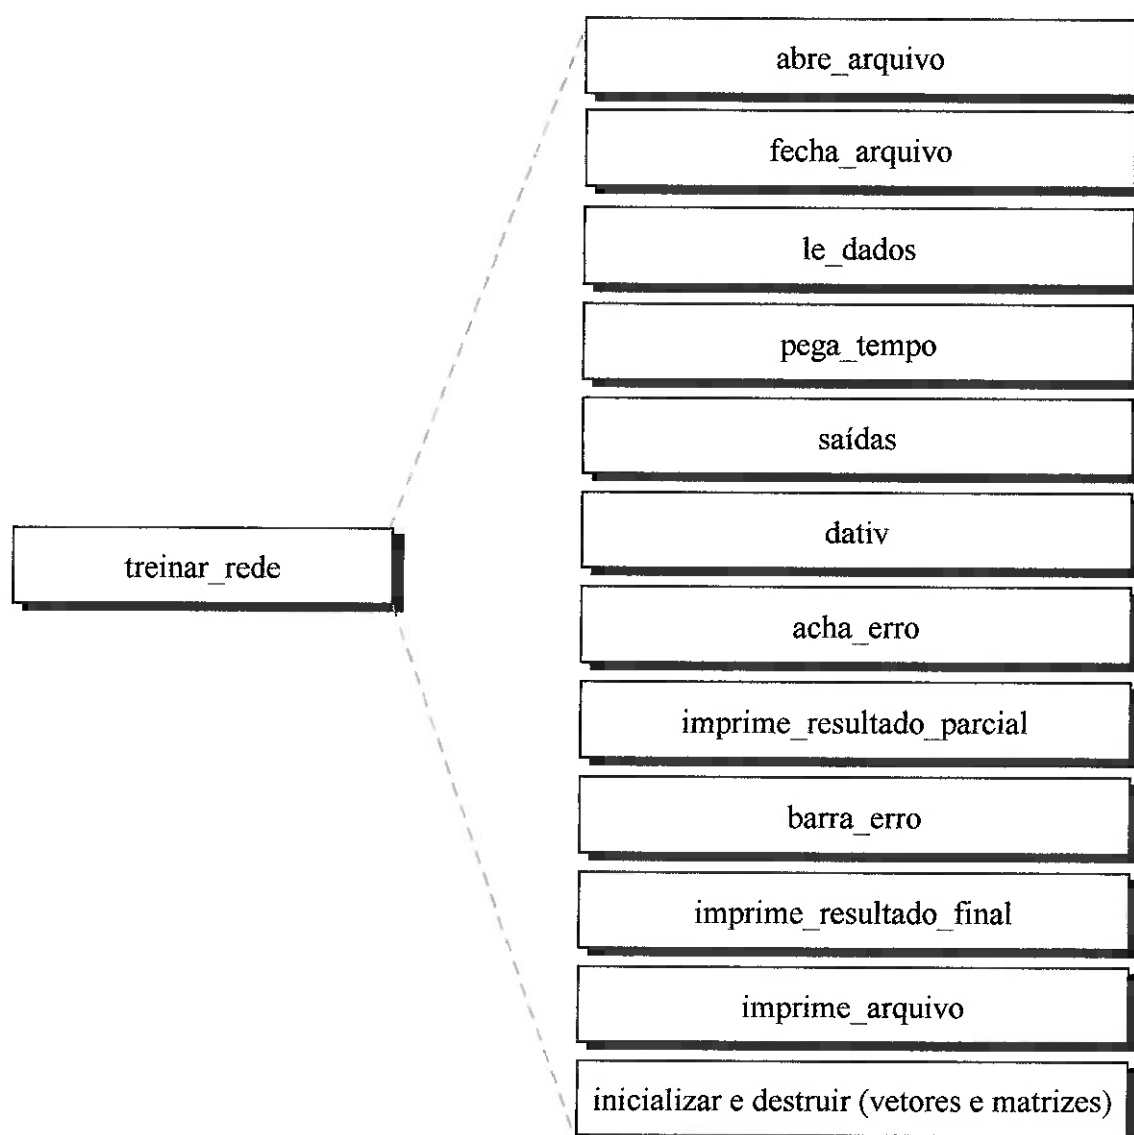 abre_arquivo
fecha_arquivo
le_dados
pega_tempo
saídas
dativ
treinar_rede
acha_erro
imprime_resultado_parcial
barra_erro
imprime_resultado_final
imprime_arquivo
inicializar e destruir (vetores e matrizes)